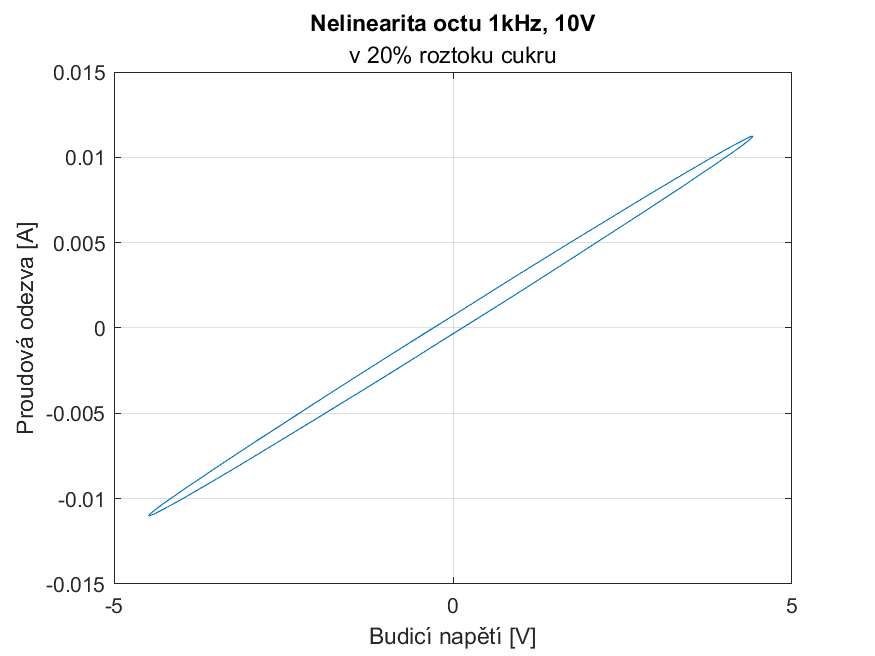 Nelinearita octu 1kHz, 10V
v 20% roztoku cukru
0.015
0.01
0.005
0
-0.005
-0.01
-0.015
-5
0
5
Proudová odezva [A]
Budicí napětí [V]